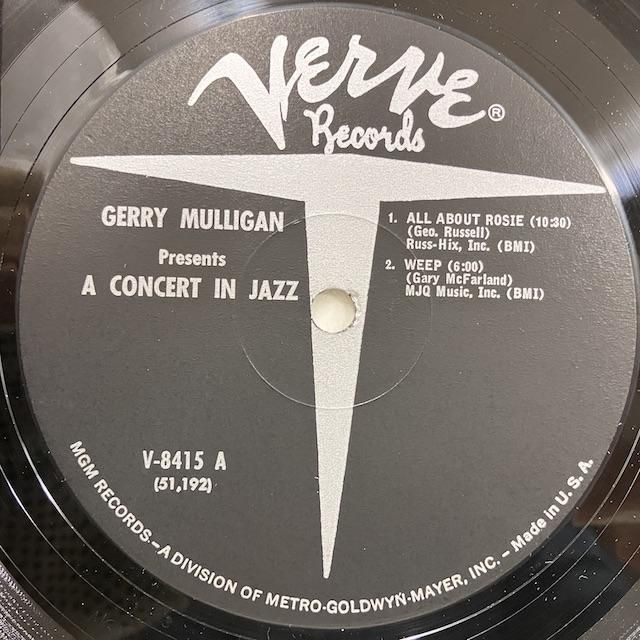 VERVE®
Records
GERRY MULLIGAN
Presents
A CONCERT IN JAZZ
1. ALL ABOUT ROSIE (10:30)
(Geo. Russell)
Russ-Hix, Inc. (BMI)
2. WEEP (6:00)
(Gary McFarland)
MJQ Music, Inc. (BMI)
V-8415 A
(51,192)
MGM RECORDS—A DIVISION OF METRO-GOLDWYN-MAYER, INC. – Made in U. S. A.